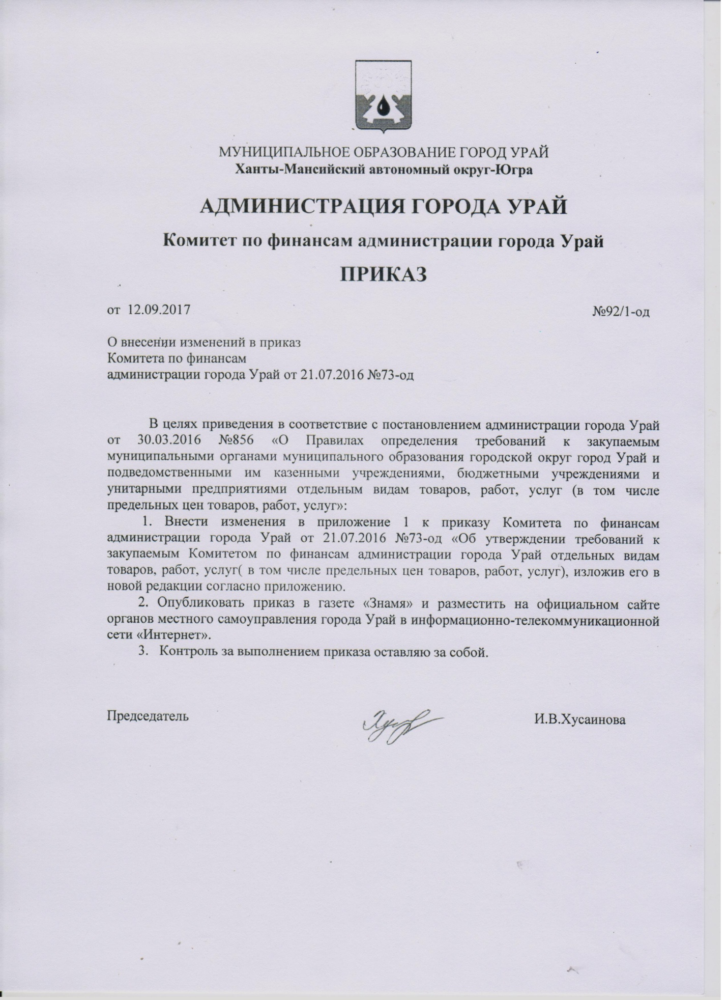 МУНИЦИПАЛЬНОЕ ОБРАЗОВАНИЕ ГОРОД УРАЙ
Ханты-Мансийский автономный округ-Югра
АДМИНИСТРАЦИЯ ГОРОДА УРАЙ
Комитет по финансам администрации города Урай
ПРИКАЗ
от 12.09.2017 №92/1-од
О внесении изменений в приказ
Комитета по финансам
администрации города Урай от 21.07.2016 №73-од
В целях приведения в соответствие с постановлением администрации города Урай
от 30.03.2016 №856 «О Правилах определения требований к закупаемым
муниципальными органами муниципального образования городской округ город Урай и
подведомственными им казенными учреждениями, бюджетными учреждениями и
унитарными предприятиями отдельным видам товаров, работ, услуг (в том числе
предельных цен товаров, работ, услуг»:
1. Внести изменения в приложение 1 к приказу Комитета по финансам
администрации города Урай от 21.07.2016 №73-од «Об утверждении требований к
закупаемым Комитетом по финансам администрации города Урай отдельных видам
товаров, работ, услуг( в том числе предельных цен товаров, работ, услуг), изложив его в
новой редакции согласно приложению.
2. Опубликовать приказ в газете «Знамя» и разместить на официальном сайте
органов местного самоуправления города Урай в информационно-телекоммуникационной
сети «Интернет».
3. Контроль за выполнением приказа оставляю за собой.
Председатель И.В.Хусаинова